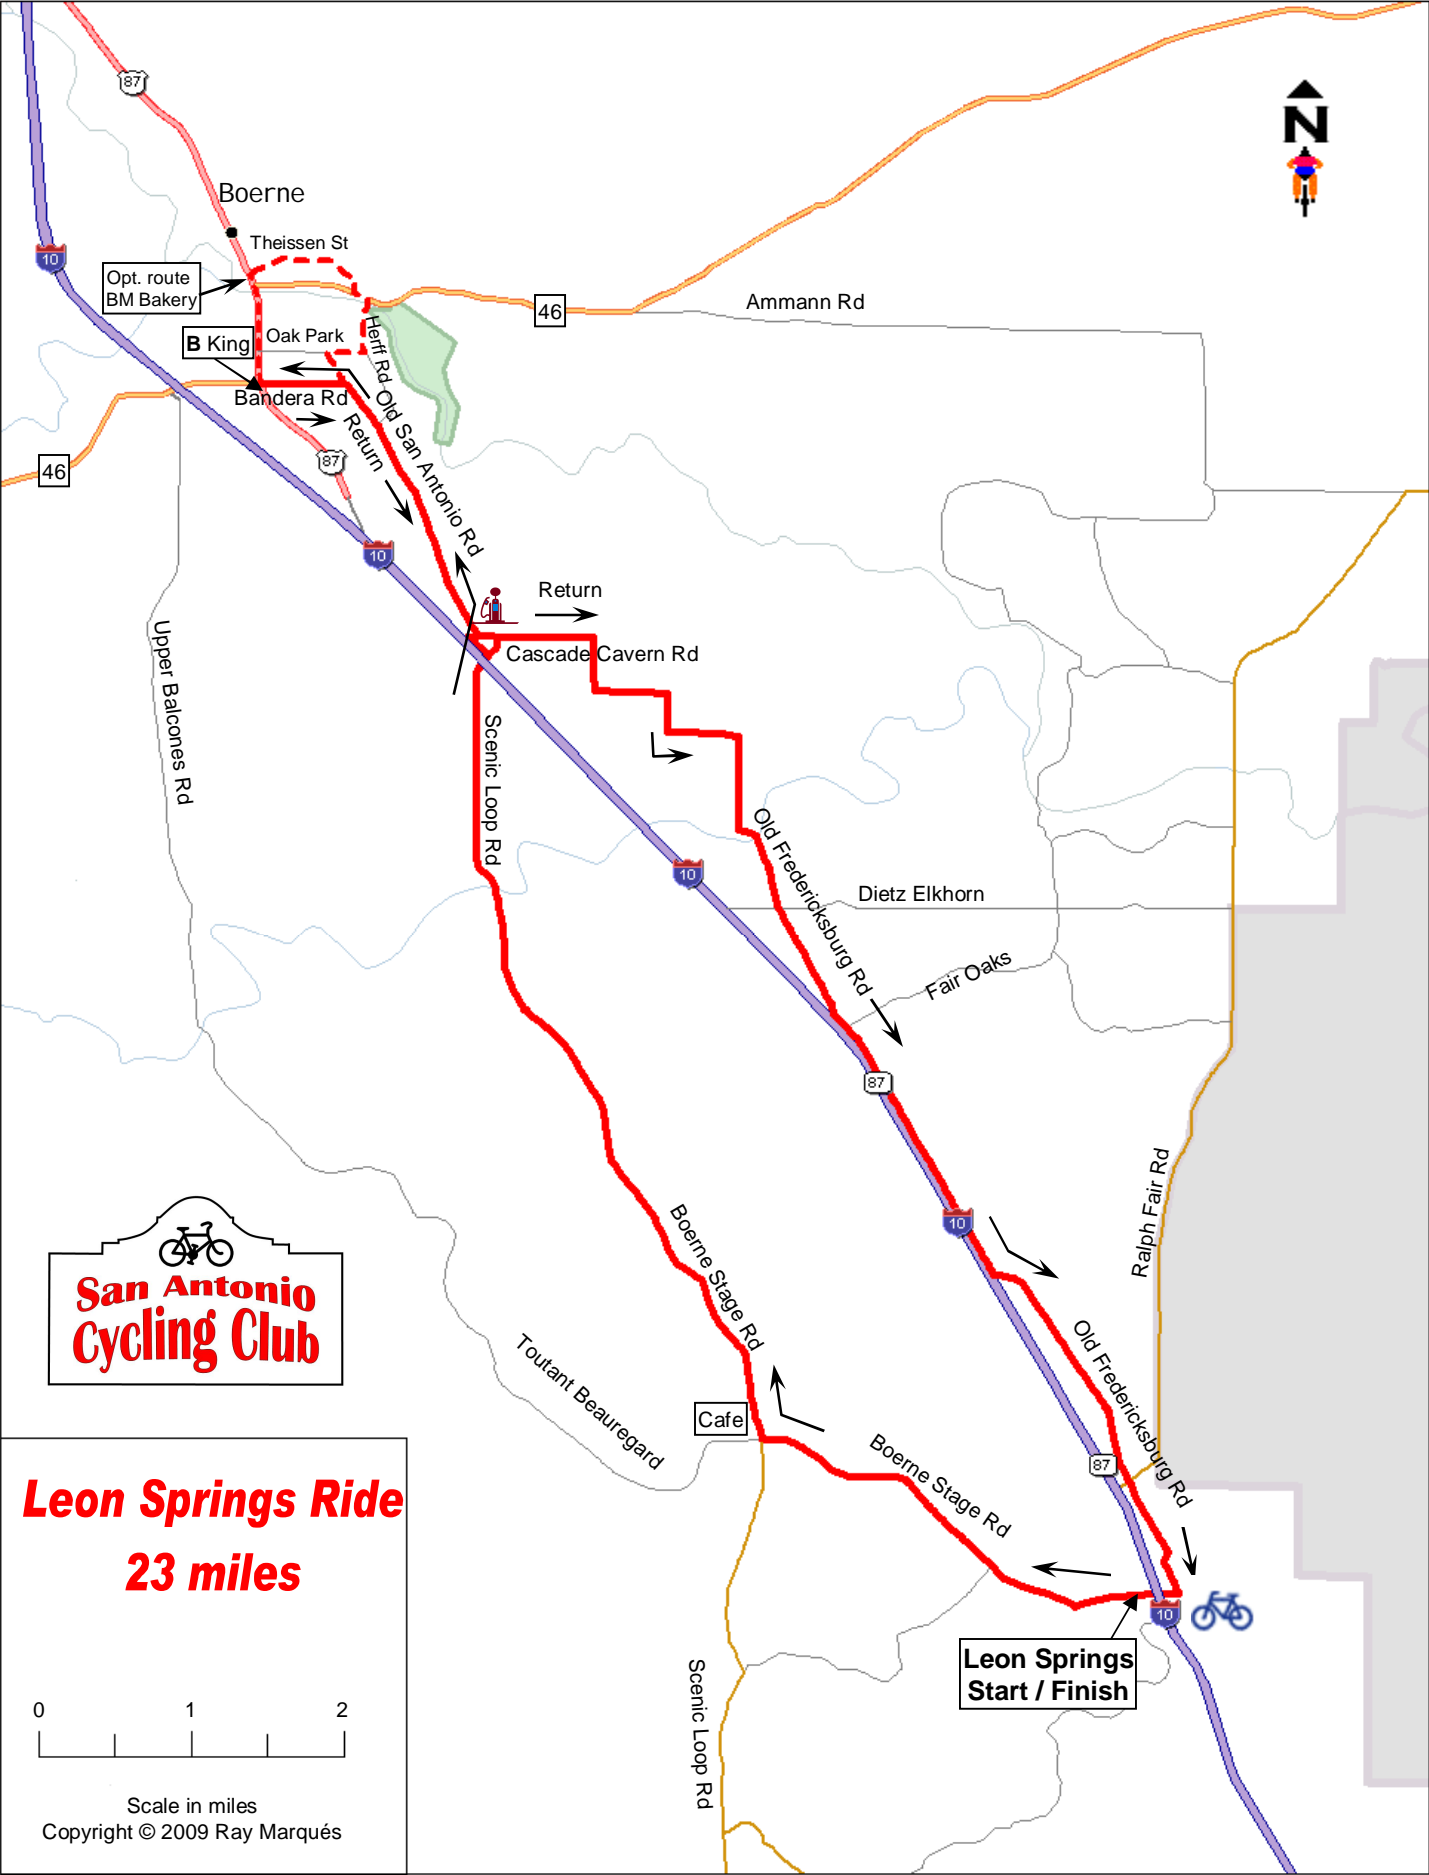 87
N
Boerne
Theissen St
10
Opt. route
BM Bakery
46
Ammann Rd
B King
Oak Park
Herff Rd
Bandera Rd
Return
Old San Antonio Rd
87
46
10
Return
Cascade Cavern Rd
Upper Balcones Rd
Scenic Loop Rd
Old Fredericksburg Rd
10
Dietz Elkhorn
Fair Oaks
87
Ralph Fair Rd
10
Boerne Stage Rd
San Antonio
Cycling Club
Toutant Beauregard
Old Fredericksburg Rd
Cafe
Boerne Stage Rd
87
Leon Springs Ride
23 miles
10
Leon Springs
Start / Finish
Scenic Loop Rd
0 1 2
Scale in miles
Copyright © 2009 Ray Marqués